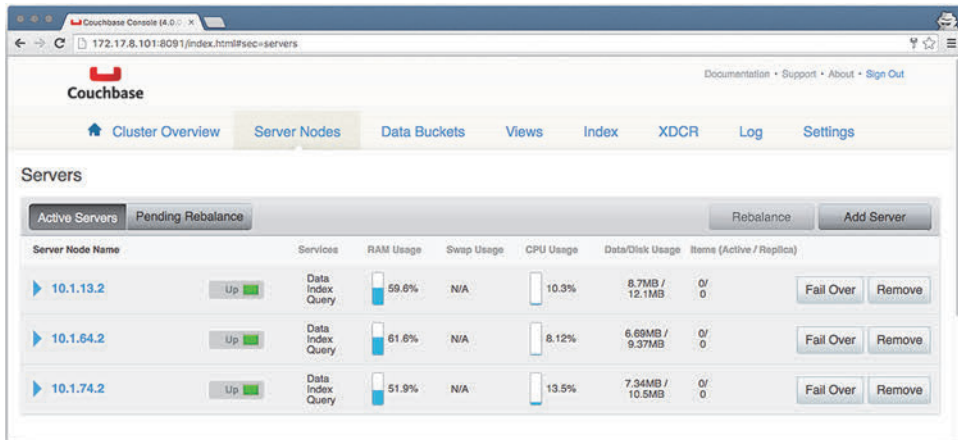 Couchbase Console (4.0.0
172.17.8.101:8091/index.html#sec=servers
Couchbase
Documentation • Support • About • Sign Out
Cluster Overview Server Nodes Data Buckets Views Index XDCR Log Settings
Servers
Active Servers Pending Rebalance Rebalance Add Server
Server Node Name Services RAM Usage Swap Usage CPU Usage Data/Disk Usage Items (Active / Replica)
10.1.13.2 Up Data Index Query 59.6% N/A 10.3% 8.7MB / 12.1MB 0/ 0 Fail Over Remove
10.1.64.2 Up Data Index Query 61.6% N/A 8.12% 6.69MB / 9.37MB 0/ 0 Fail Over Remove
10.1.74.2 Up Data Index Query 51.9% N/A 13.5% 7.34MB / 10.5MB 0/ 0 Fail Over Remove